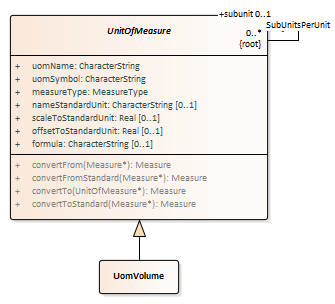 +subunit 0..1
UnitOfMeasure
SubUnitsPerUnit
0..*
{root}
+ uomName: CharacterString
+ uomSymbol: CharacterString
+ measureType: MeasureType
+ nameStandardUnit: CharacterString [0..1]
+ scaleToStandardUnit: Real [0..1]
+ offsetToStandardUnit: Real [0..1]
+ formula: CharacterString [0..1]
+ convertFrom(Measure*): Measure
+ convertFromStandard(Measure*): Measure
+ convertTo(UnitOfMeasure*): Measure
+ convertToStandard(Measure*): Measure
UomVolume